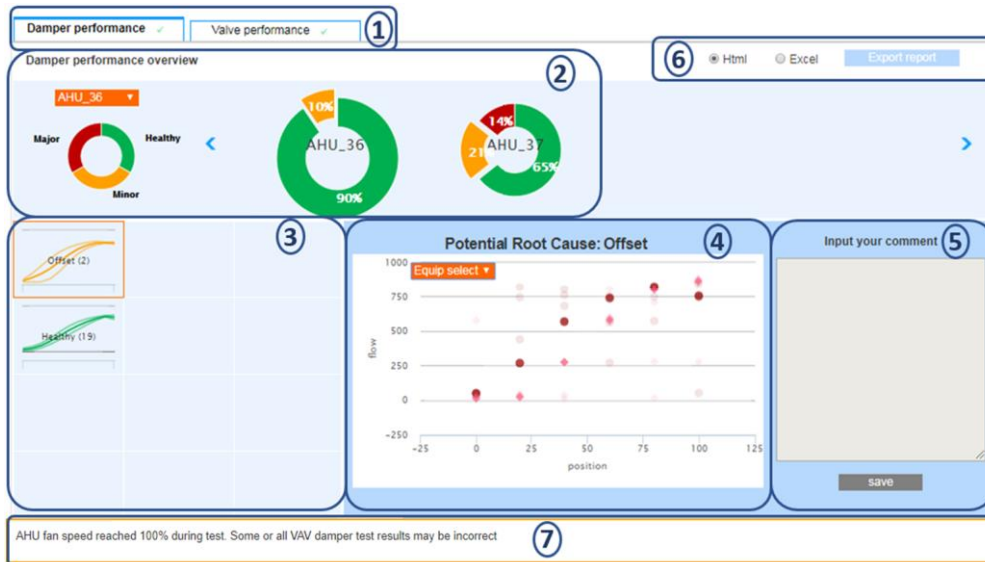 Damper performance ✓ Valve performance ✓ 1
6 Html Excel Export report
Damper performance overview 2
AHU_36
Major Healthy
Minor
10%
AHU_36
90%
14%
AHU_37
21%
65%
3
Offset (2)
Healthy (19)
Potential Root Cause: Offset 4
Equip select
1000
750
500
250
0
-250
flow
-25 0 25 50 75 100 125
position
Input your comment 5
save
AHU fan speed reached 100% during test. Some or all VAV damper test results may be incorrect 7